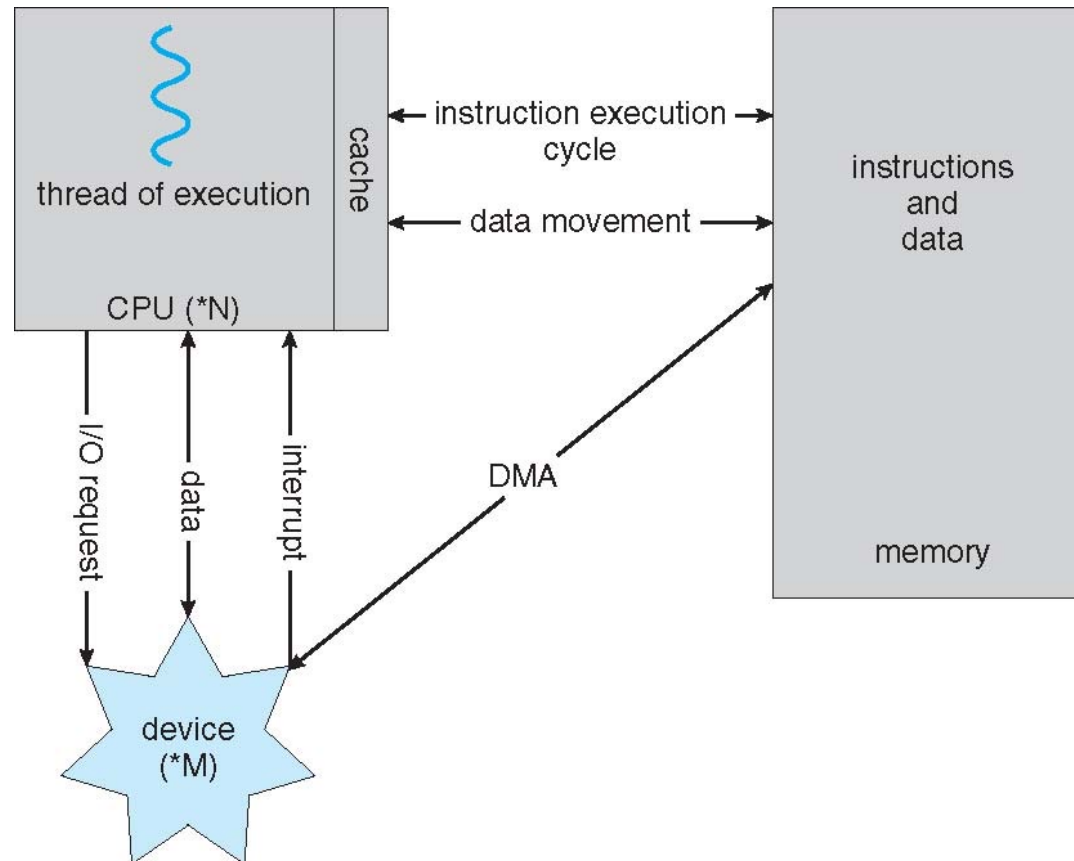 thread of execution
cache
CPU (*N)
instruction execution
cycle
data movement
instructions
and
data
memory
I/O request
data
interrupt
DMA
device
(*M)